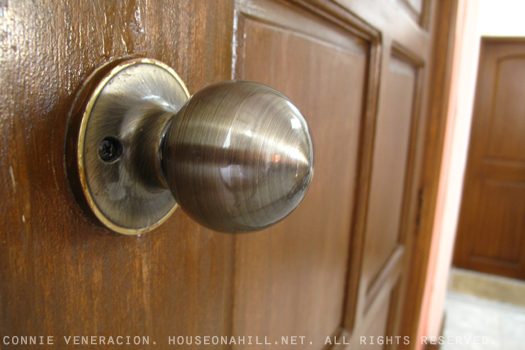 CONNIE VENERACION. HOUSEONAHILL.NET. ALL RIGHTS RESERVED.